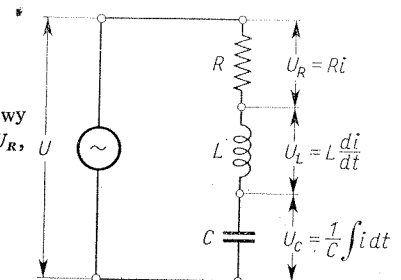 R U_R = Ri
wy
U_R, U ~ L U_L = L di/dt
C U_C = 1/C ∫ i dt